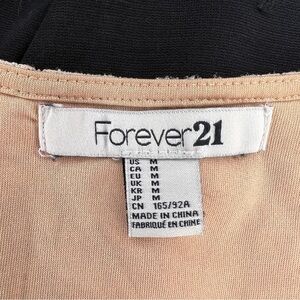 Forever21
US M
CA M
EU M
UK M
KR M
JP M
CN 165/92A
MADE IN CHINA
FABRIQUÉ EN CHINE